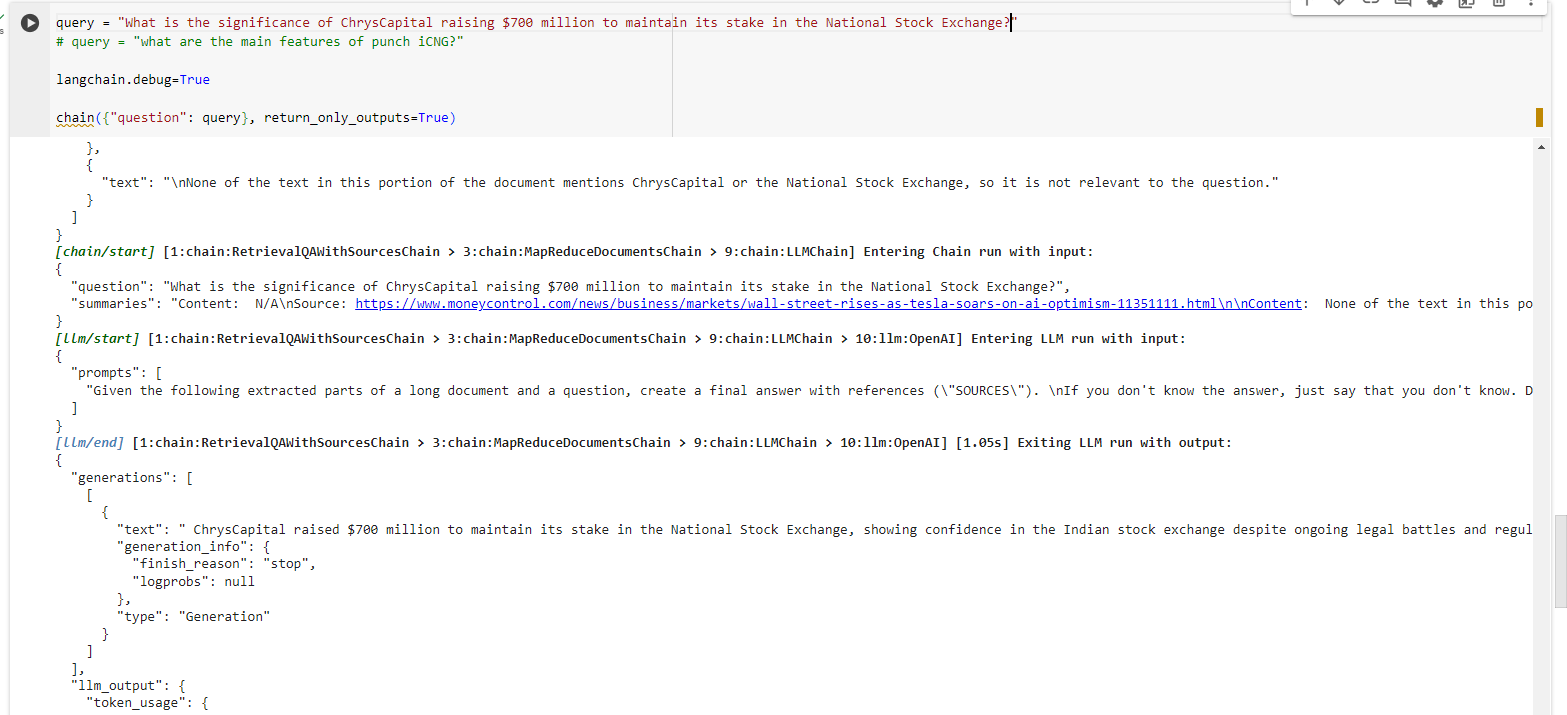 query = "What is the significance of ChrysCapital raising $700 million to maintain its stake in the National Stock Exchange?"
# query = "what are the main features of punch iCNG?"
langchain.debug=True
chain({"question": query}, return_only_outputs=True)
},
{
"text": "\nNone of the text in this portion of the document mentions ChrysCapital or the National Stock Exchange, so it is not relevant to the question."
}
]
}
[chain/start] [1:chain:RetrievalQAWithSourcesChain > 3:chain:MapReduceDocumentsChain > 9:chain:LLMChain] Entering Chain run with input:
{
"question": "What is the significance of ChrysCapital raising $700 million to maintain its stake in the National Stock Exchange?",
"summaries": "Content:  N/A\nSource: https://www.moneycontrol.com/news/business/markets/wall-street-rises-as-tesla-soars-on-ai-optimism-11351111.html\n\nContent:  None of the text in this po
}
[llm/start] [1:chain:RetrievalQAWithSourcesChain > 3:chain:MapReduceDocumentsChain > 9:chain:LLMChain > 10:llm:OpenAI] Entering LLM run with input:
{
"prompts": [
"Given the following extracted parts of a long document and a question, create a final answer with references (\"SOURCES\"). \nIf you don't know the answer, just say that you don't know. D
]
}
[llm/end] [1:chain:RetrievalQAWithSourcesChain > 3:chain:MapReduceDocumentsChain > 9:chain:LLMChain > 10:llm:OpenAI] [1.05s] Exiting LLM run with output:
{
"generations": [
[
{
"text": " ChrysCapital raised $700 million to maintain its stake in the National Stock Exchange, showing confidence in the Indian stock exchange despite ongoing legal battles and regul
"generation_info": {
"finish_reason": "stop",
"logprobs": null
},
"type": "Generation"
}
]
],
"llm_output": {
"token_usage": {